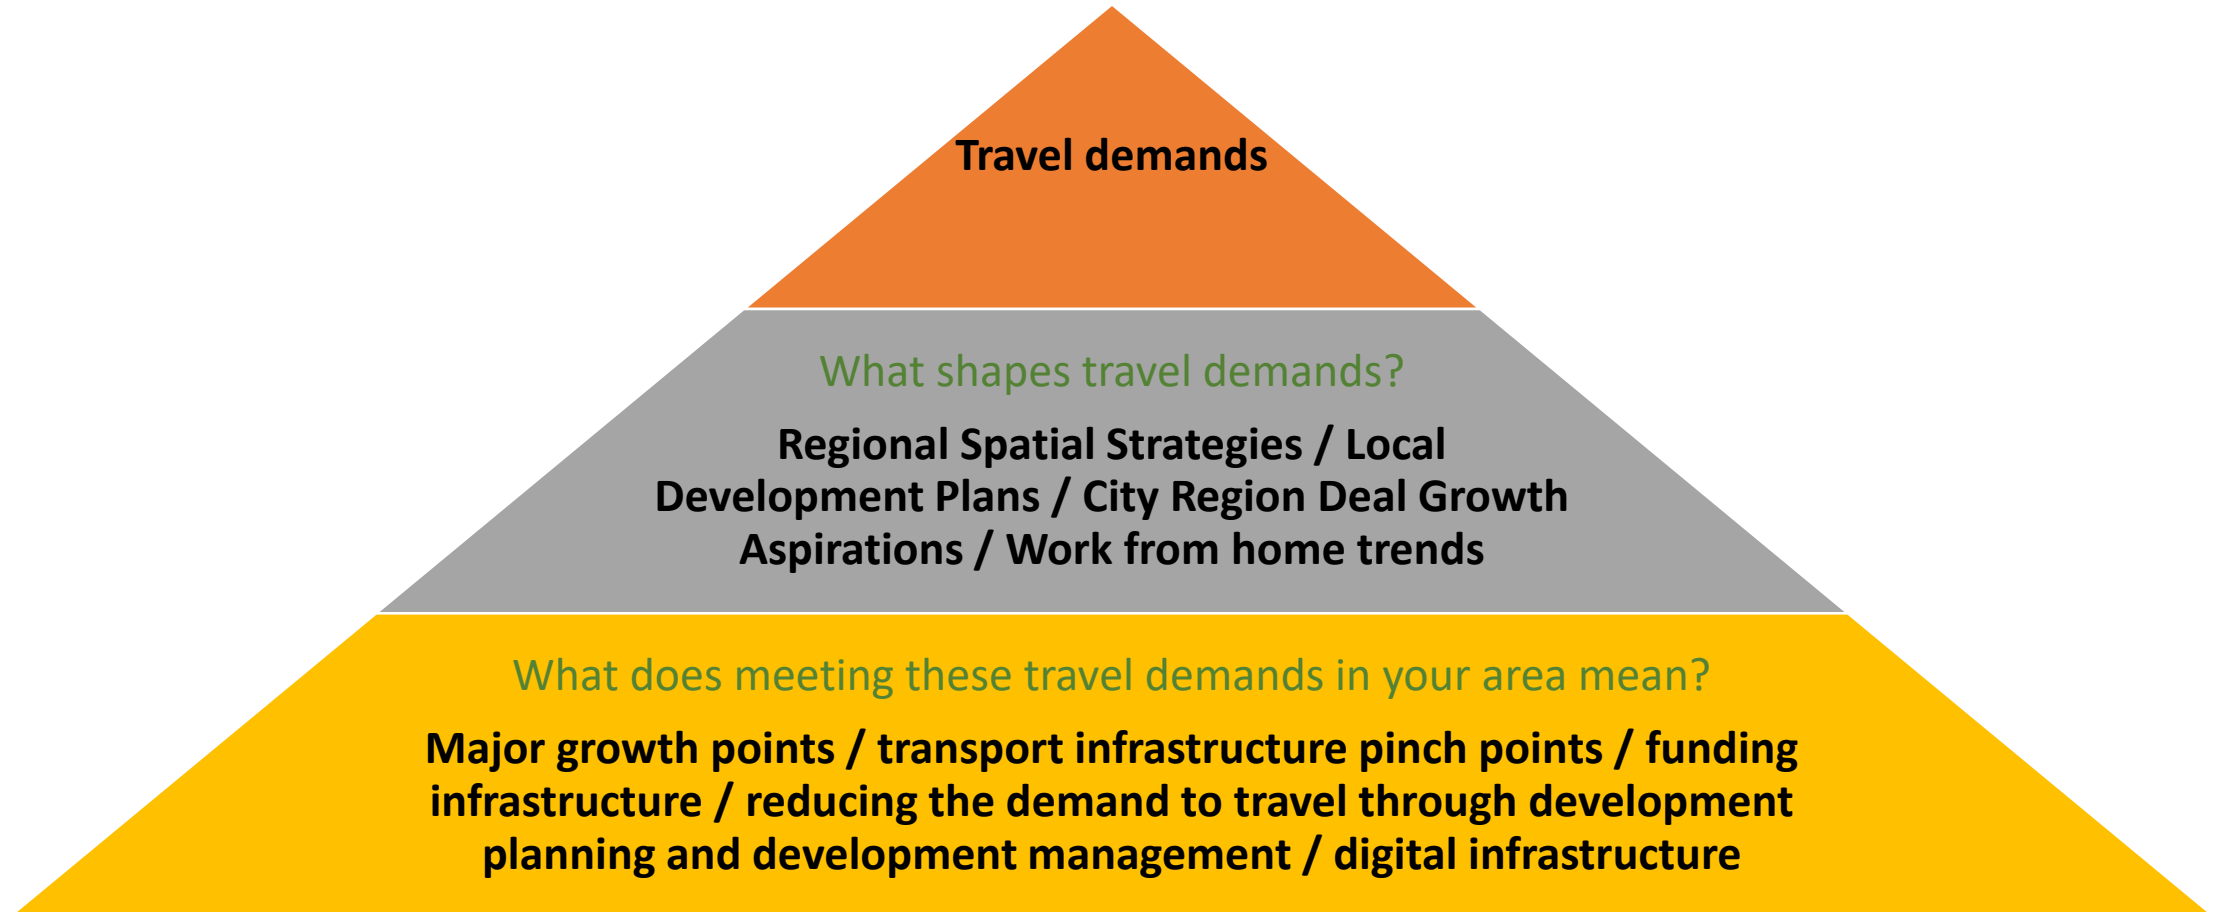 Travel demands
What shapes travel demands?
Regional Spatial Strategies / Local
Development Plans / City Region Deal Growth
Aspirations / Work from home trends
What does meeting these travel demands in your area mean?
Major growth points / transport infrastructure pinch points / funding
infrastructure / reducing the demand to travel through development
planning and development management / digital infrastructure